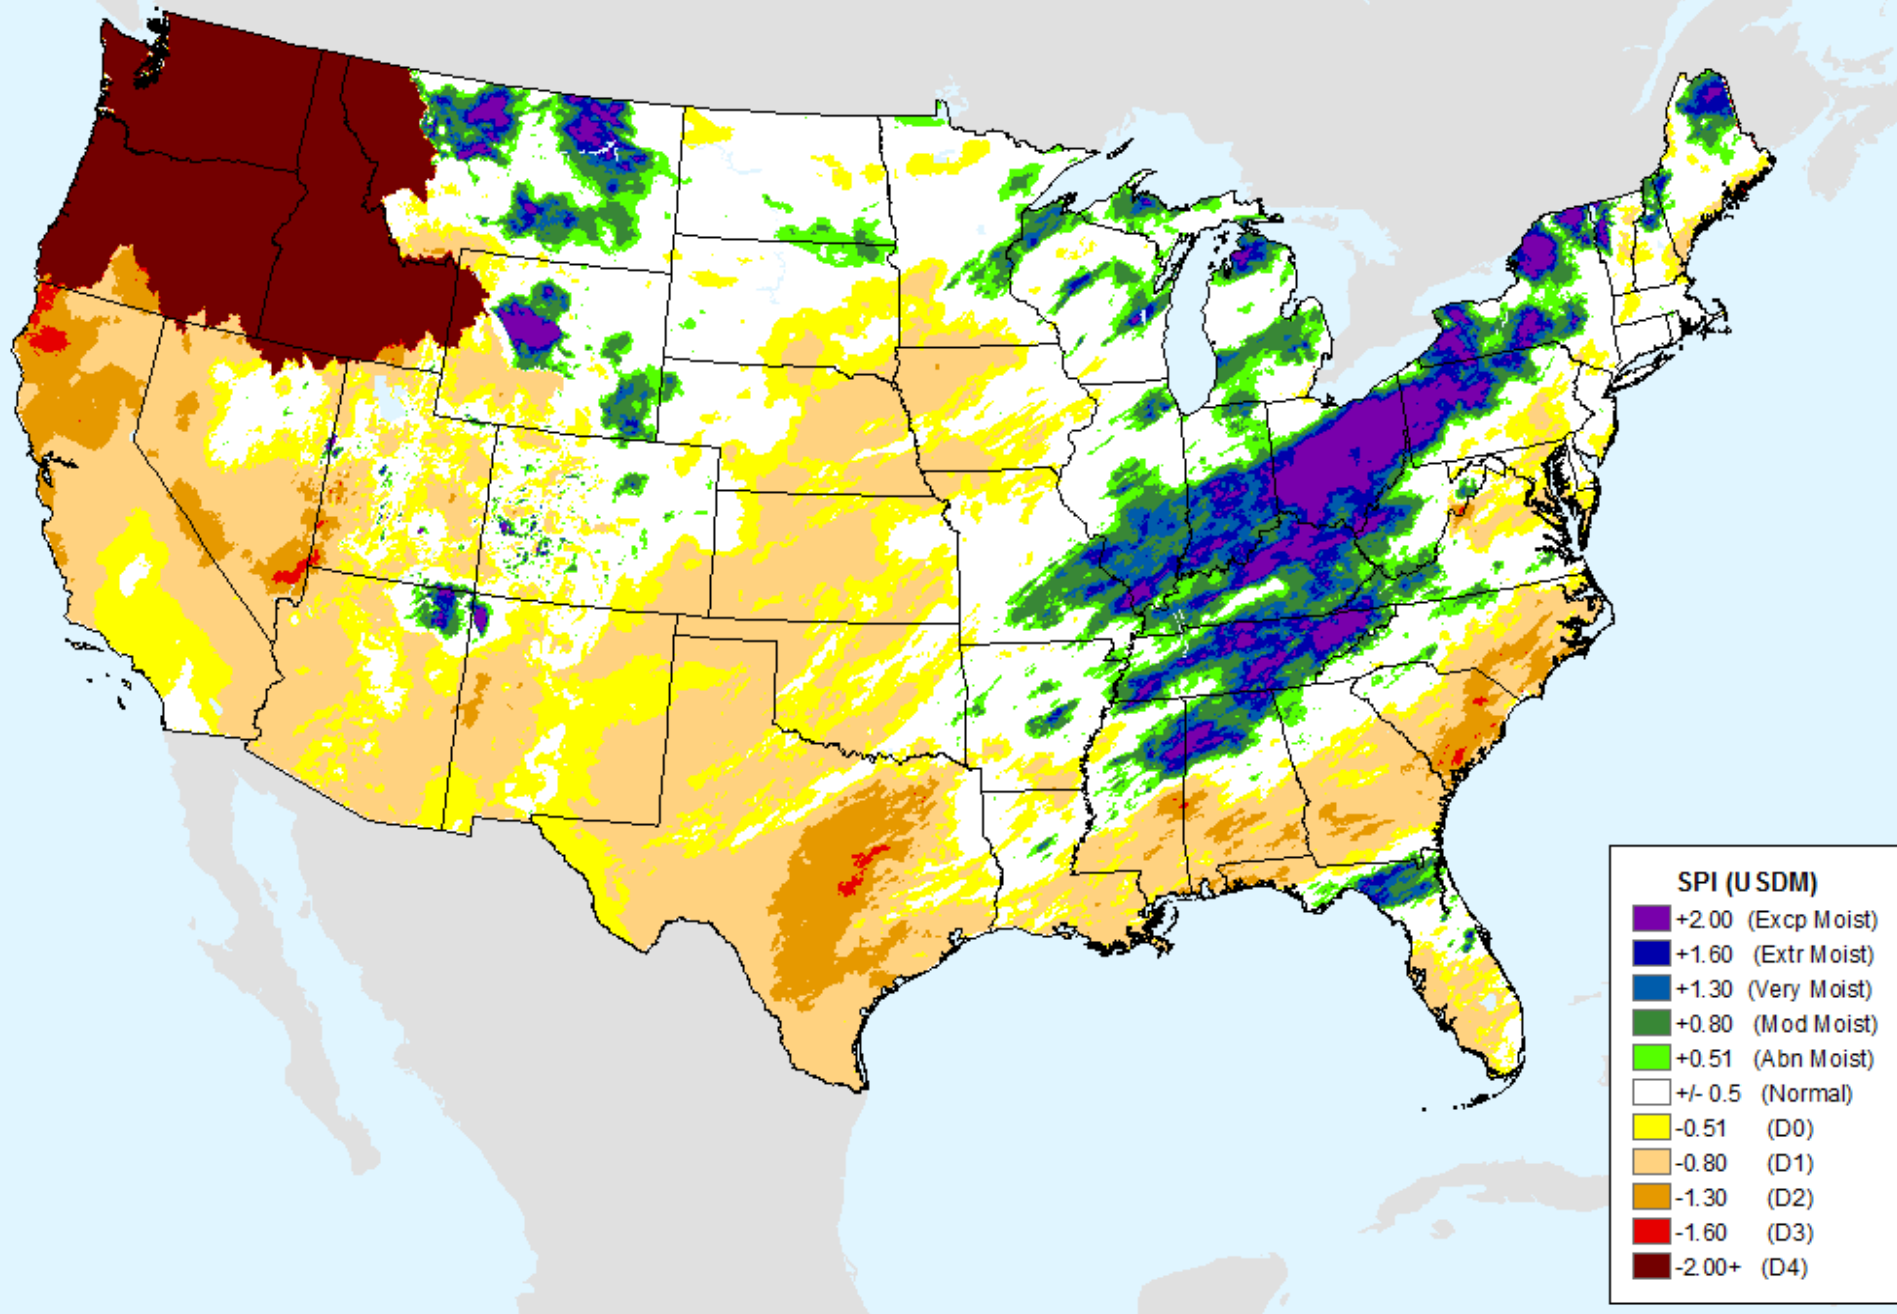 SPI (USDM)
+2.00 (Excp Moist)
+1.60 (Extr Moist)
+1.30 (Very Moist)
+0.80 (Mod Moist)
+0.51 (Abn Moist)
+/- 0.5 (Normal)
-0.51 (D0)
-0.80 (D1)
-1.30 (D2)
-1.60 (D3)
-2.00+ (D4)